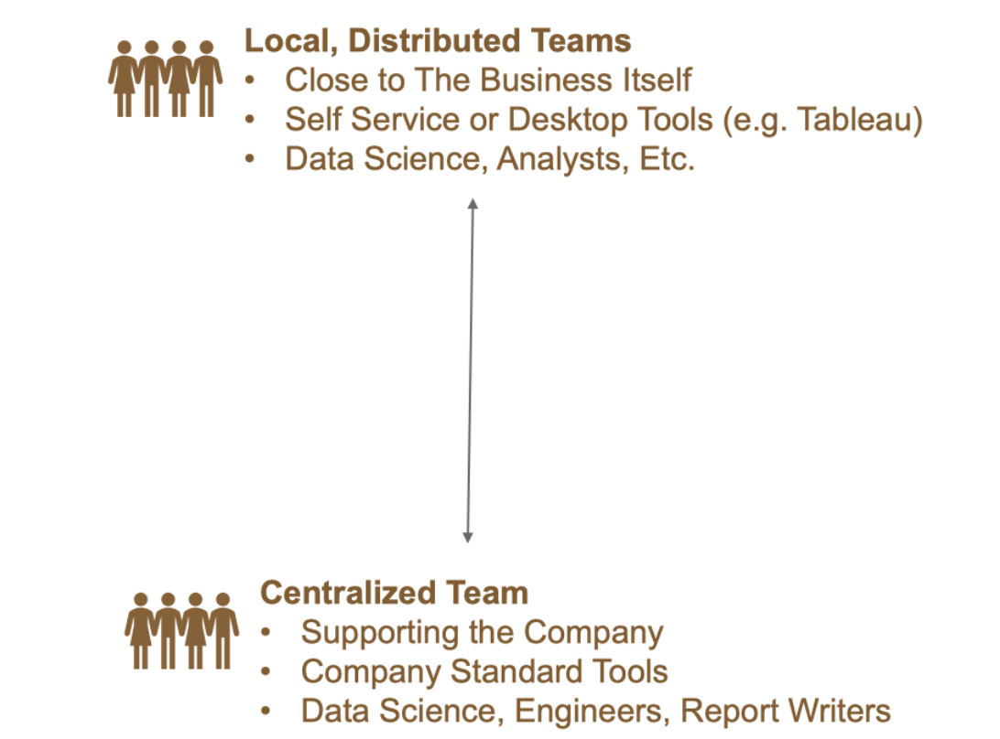 Local, Distributed Teams
• Close to The Business Itself
• Self Service or Desktop Tools (e.g. Tableau)
• Data Science, Analysts, Etc.
Centralized Team
• Supporting the Company
• Company Standard Tools
• Data Science, Engineers, Report Writers